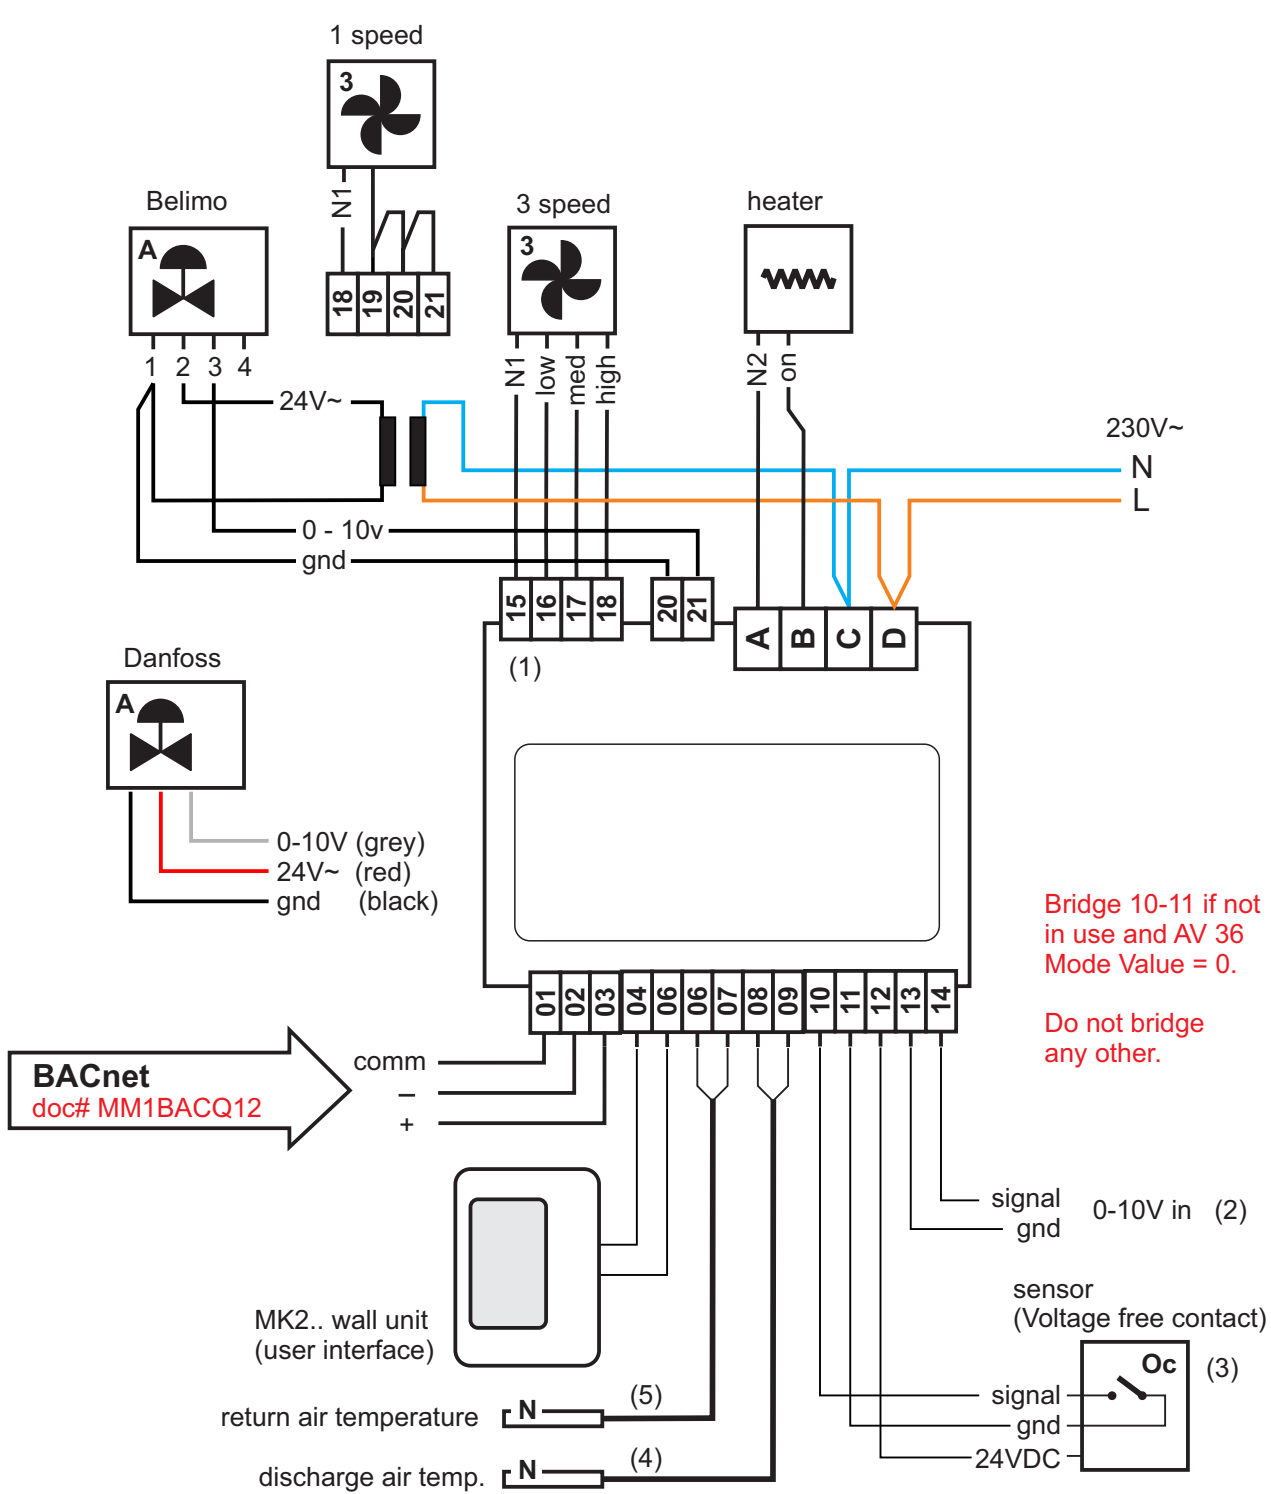 1 speed
3
N1
18 19 20 21
Belimo
A
1 2 3 4
3 speed
3
N1 low med high
heater
N2 on
24V~
230V~
N
L
0 - 10v
gnd
15 16 17 18 20 21 A B C D
(1)
Danfoss
A
0-10V (grey)
24V~ (red)
gnd (black)
Bridge 10-11 if not
in use and AV 36
Mode Value = 0.
Do not bridge
any other.
01 02 03 04 06 06 07 08 09 10 11 12 13 14
BACnet
doc# MM1BACQ12
comm
–
+
signal
gnd
0-10V in (2)
MK2.. wall unit
(user interface)
sensor
(Voltage free contact)
Oc
(3)
signal
gnd
24VDC
return air temperature N (5)
discharge air temp. N (4)